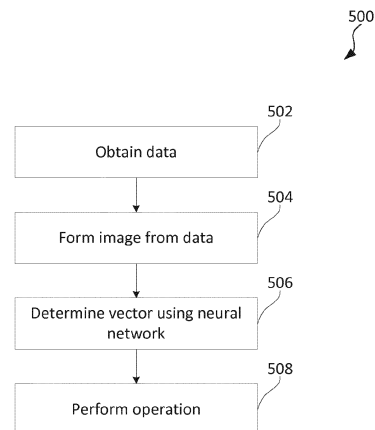 500
502
Obtain data
504
Form image from data
506
Determine vector using neural
network
508
Perform operation